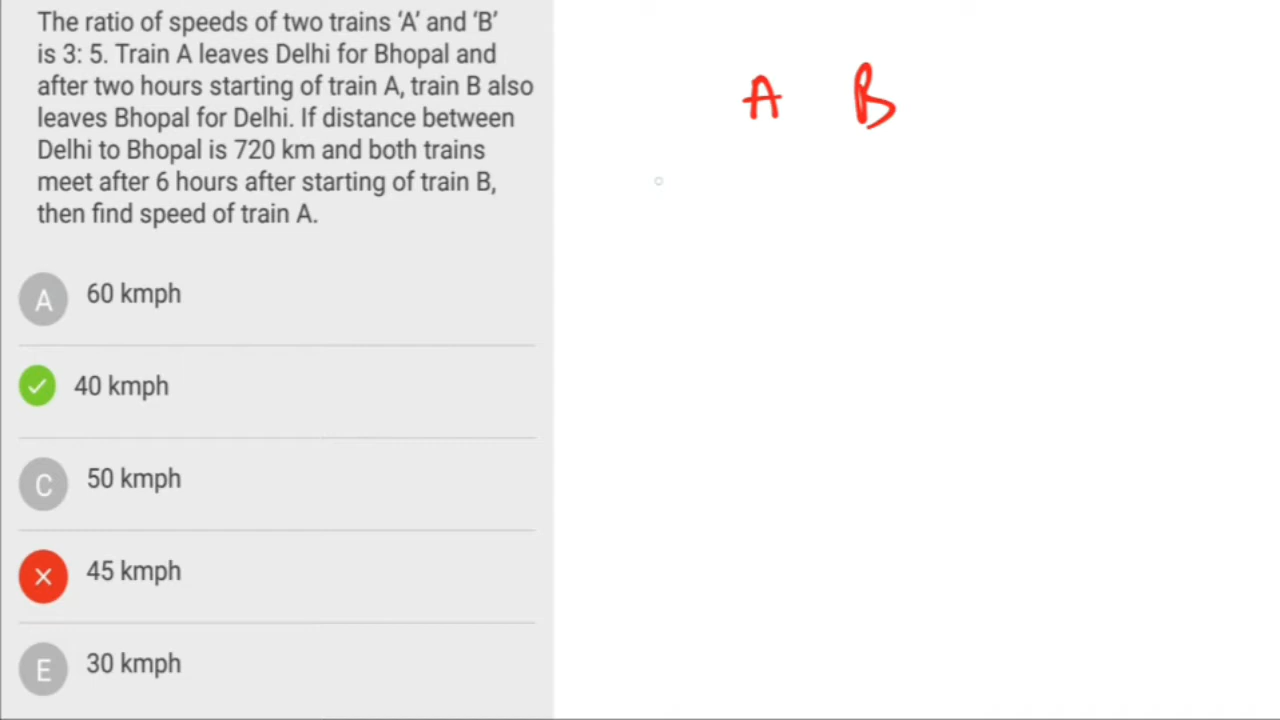 The ratio of speeds of two trains ‘A’ and ‘B’
is 3: 5. Train A leaves Delhi for Bhopal and
after two hours starting of train A, train B also
leaves Bhopal for Delhi. If distance between
Delhi to Bhopal is 720 km and both trains
meet after 6 hours after starting of train B,
then find speed of train A.
A B
A 60 kmph
40 kmph
C 50 kmph
45 kmph
E 30 kmph